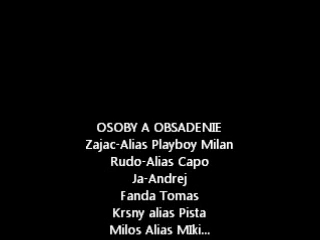 OSOBY A OBSADENIE
Zajac-Alias Playboy Milan
Rudo-Alias Capo
Ja-Andrej
Fanda Tomas
Krsny alias Pista
Milos Alias MIki...